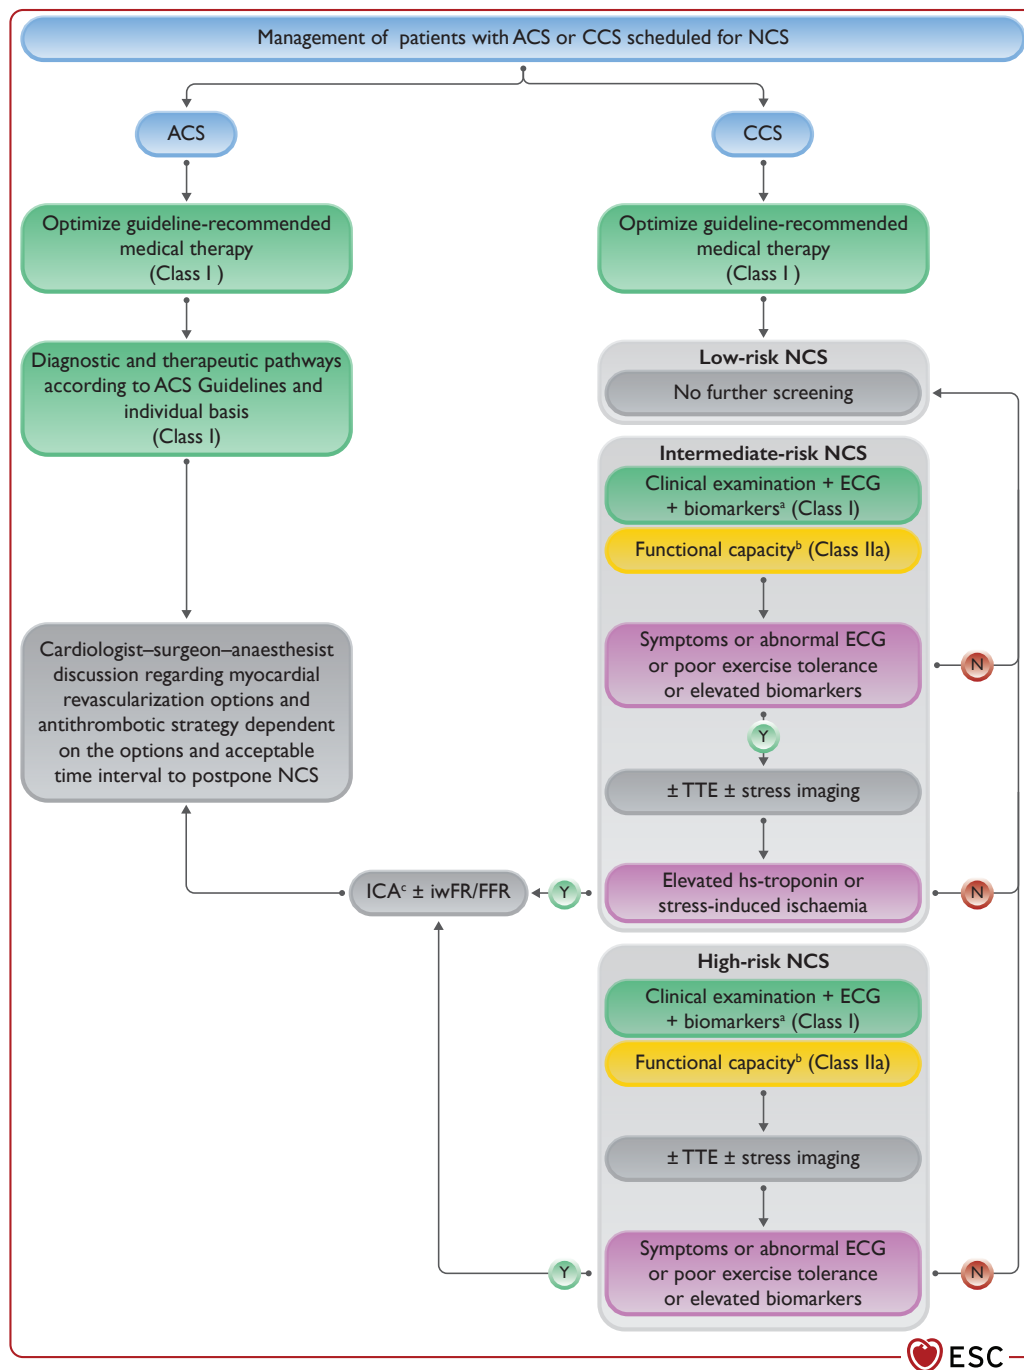 Management of patients with ACS or CCS scheduled for NCS
ACS
CCS
Optimize guideline-recommended
medical therapy
(Class I )
Optimize guideline-recommended
medical therapy
(Class I )
Diagnostic and therapeutic pathways
according to ACS Guidelines and
individual basis
(Class I)
Low-risk NCS
No further screening
Intermediate-risk NCS
Clinical examination + ECG
+ biomarkersᵃ (Class I)
Functional capacityᵇ (Class IIa)
Symptoms or abnormal ECG
or poor exercise tolerance
or elevated biomarkers
N
Y
Cardiologist–surgeon–anaesthesist
discussion regarding myocardial
revascularization options and
antithrombotic strategy dependent
on the options and acceptable
time interval to postpone NCS
± TTE ± stress imaging
ICAᶜ ± iwFR/FFR
Y
Elevated hs-troponin or
stress-induced ischaemia
N
High-risk NCS
Clinical examination + ECG
+ biomarkersᵃ (Class I)
Functional capacityᵇ (Class IIa)
± TTE ± stress imaging
Y
Symptoms or abnormal ECG
or poor exercise tolerance
or elevated biomarkers
N
ESC